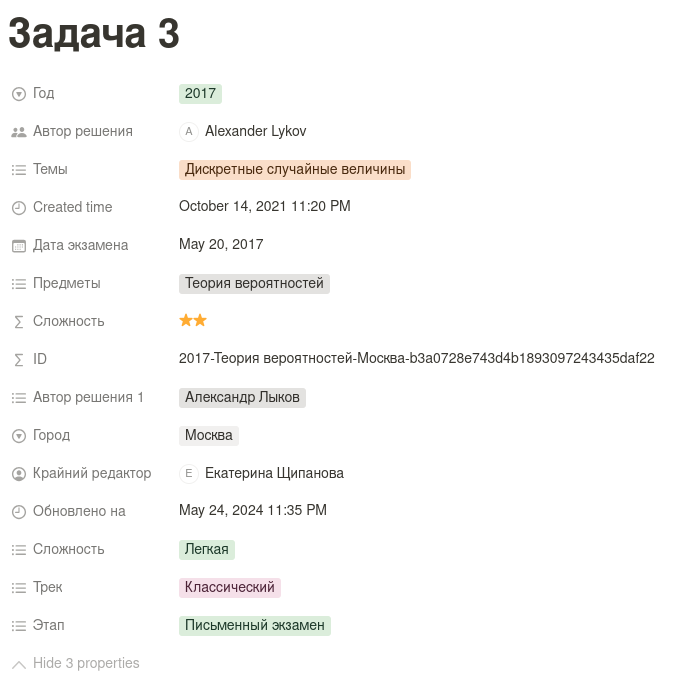 Задача 3
Год 2017
Автор решения A Alexander Lykov
Темы Дискретные случайные величины
Created time October 14, 2021 11:20 PM
Дата экзамена May 20, 2017
Предметы Теория вероятностей
Сложность ⭐⭐
ID 2017-Теория вероятностей-Москва-b3a0728e743d4b1893097243435daf22
Автор решения 1 Александр Лыков
Город Москва
Крайний редактор E Екатерина Щипанова
Обновлено на May 24, 2024 11:35 PM
Сложность Легкая
Трек Классический
Этап Письменный экзамен
Hide 3 properties